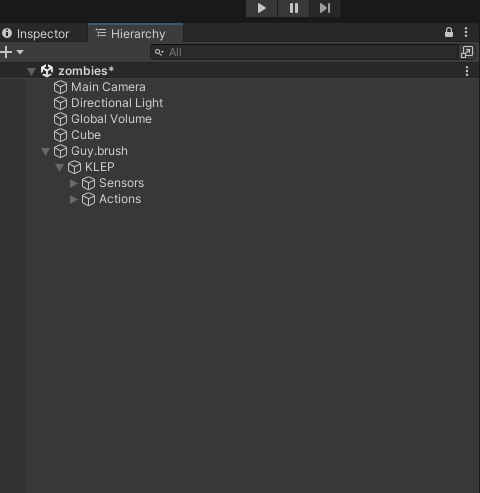 Inspector
Hierarchy
All
zombies*
Main Camera
Directional Light
Global Volume
Cube
Guy.brush
KLEP
Sensors
Actions